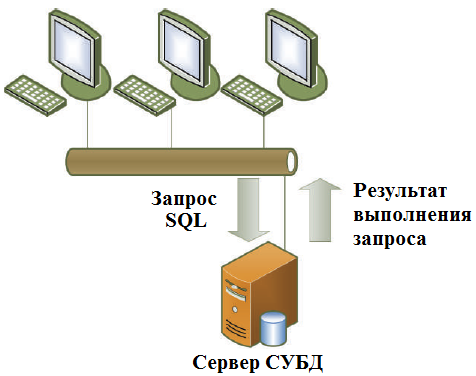 Запрос
SQL
Результат
выполнения
запроса
Сервер СУБД